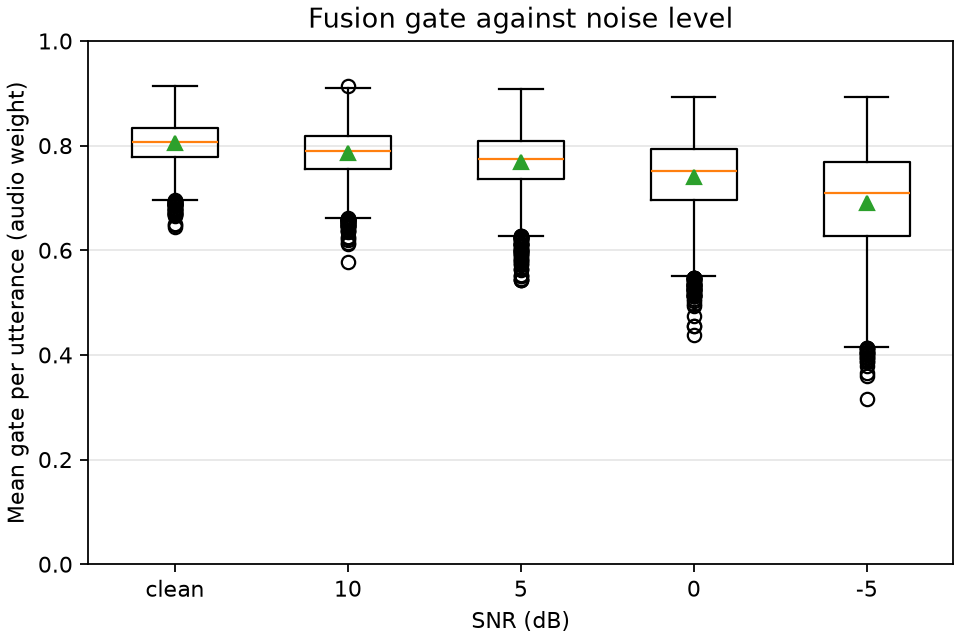 Fusion gate against noise level
Mean gate per utterance (audio weight)
1.0
0.8
0.6
0.4
0.2
0.0
clean 10 5 0 -5
SNR (dB)